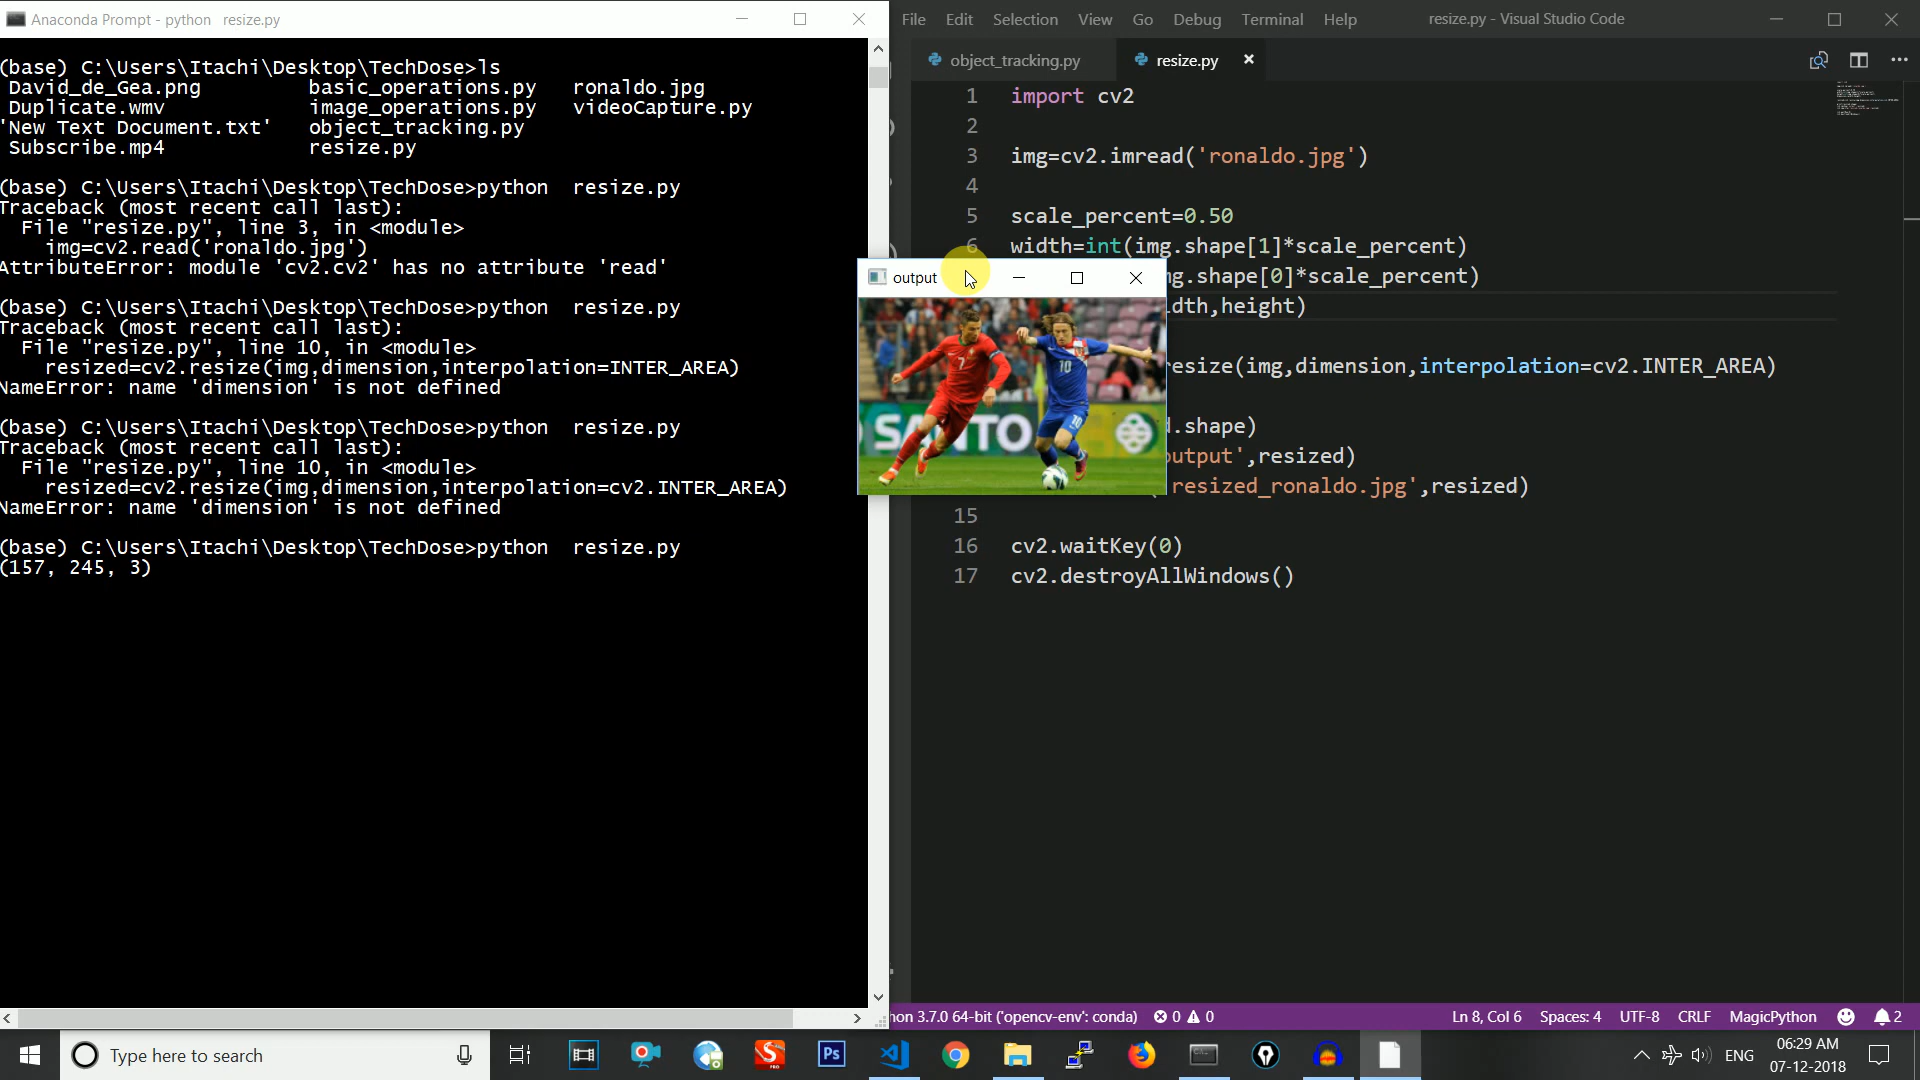 Anaconda Prompt - python  resize.py
(base) C:\Users\Itachi\Desktop\TechDose>ls
David_de_Gea.png basic_operations.py ronaldo.jpg
Duplicate.wmv image_operations.py videoCapture.py
'New Text Document.txt' object_tracking.py
Subscribe.mp4 resize.py
(base) C:\Users\Itachi\Desktop\TechDose>python  resize.py
Traceback (most recent call last):
File "resize.py", line 3, in <module>
img=cv2.read('ronaldo.jpg')
AttributeError: module 'cv2.cv2' has no attribute 'read'
(base) C:\Users\Itachi\Desktop\TechDose>python  resize.py
Traceback (most recent call last):
File "resize.py", line 10, in <module>
resized=cv2.resize(img,dimension,interpolation=INTER_AREA)
NameError: name 'dimension' is not defined
(base) C:\Users\Itachi\Desktop\TechDose>python  resize.py
Traceback (most recent call last):
File "resize.py", line 10, in <module>
resized=cv2.resize(img,dimension,interpolation=cv2.INTER_AREA)
NameError: name 'dimension' is not defined
(base) C:\Users\Itachi\Desktop\TechDose>python  resize.py
(157, 245, 3)
File Edit Selection View Go Debug Terminal Help resize.py - Visual Studio Code
object_tracking.py resize.py
1 import cv2
2
3 img=cv2.imread('ronaldo.jpg')
4
5 scale_percent=0.50
6 width=int(img.shape[1]*scale_percent)
g.shape[0]*scale_percent)
dth,height)
esize(img,dimension,interpolation=cv2.INTER_AREA)
d.shape)
utput',resized)
resized_ronaldo.jpg',resized)
15
16 cv2.waitKey(0)
17 cv2.destroyAllWindows()
output
7
10
SANTO
10
hon 3.7.0 64-bit ('opencv-env': conda) 0 0 Ln 8, Col 6 Spaces: 4 UTF-8 CRLF MagicPython 2
Type here to search Ps ENG 06:29 AM
07-12-2018